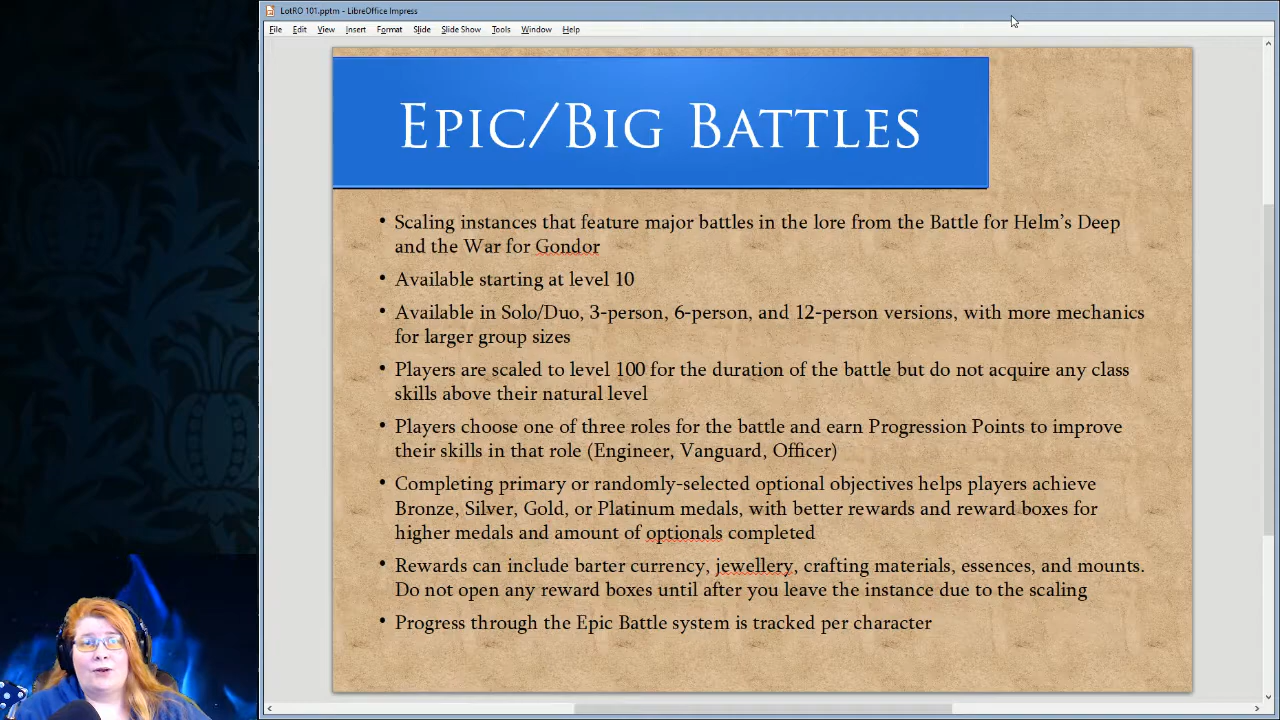 LotRO 101.pptm - LibreOffice Impress
File Edit View Insert Format Slide Slide Show Tools Window Help
Epic/Big Battles
• Scaling instances that feature major battles in the lore from the Battle for Helm's Deep
and the War for Gondor
• Available starting at level 10
• Available in Solo/Duo, 3-person, 6-person, and 12-person versions, with more mechanics
for larger group sizes
• Players are scaled to level 100 for the duration of the battle but do not acquire any class
skills above their natural level
• Players choose one of three roles for the battle and earn Progression Points to improve
their skills in that role (Engineer, Vanguard, Officer)
• Completing primary or randomly-selected optional objectives helps players achieve
Bronze, Silver, Gold, or Platinum medals, with better rewards and reward boxes for
higher medals and amount of optionals completed
• Rewards can include barter currency, jewellery, crafting materials, essences, and mounts.
Do not open any reward boxes until after you leave the instance due to the scaling
• Progress through the Epic Battle system is tracked per character